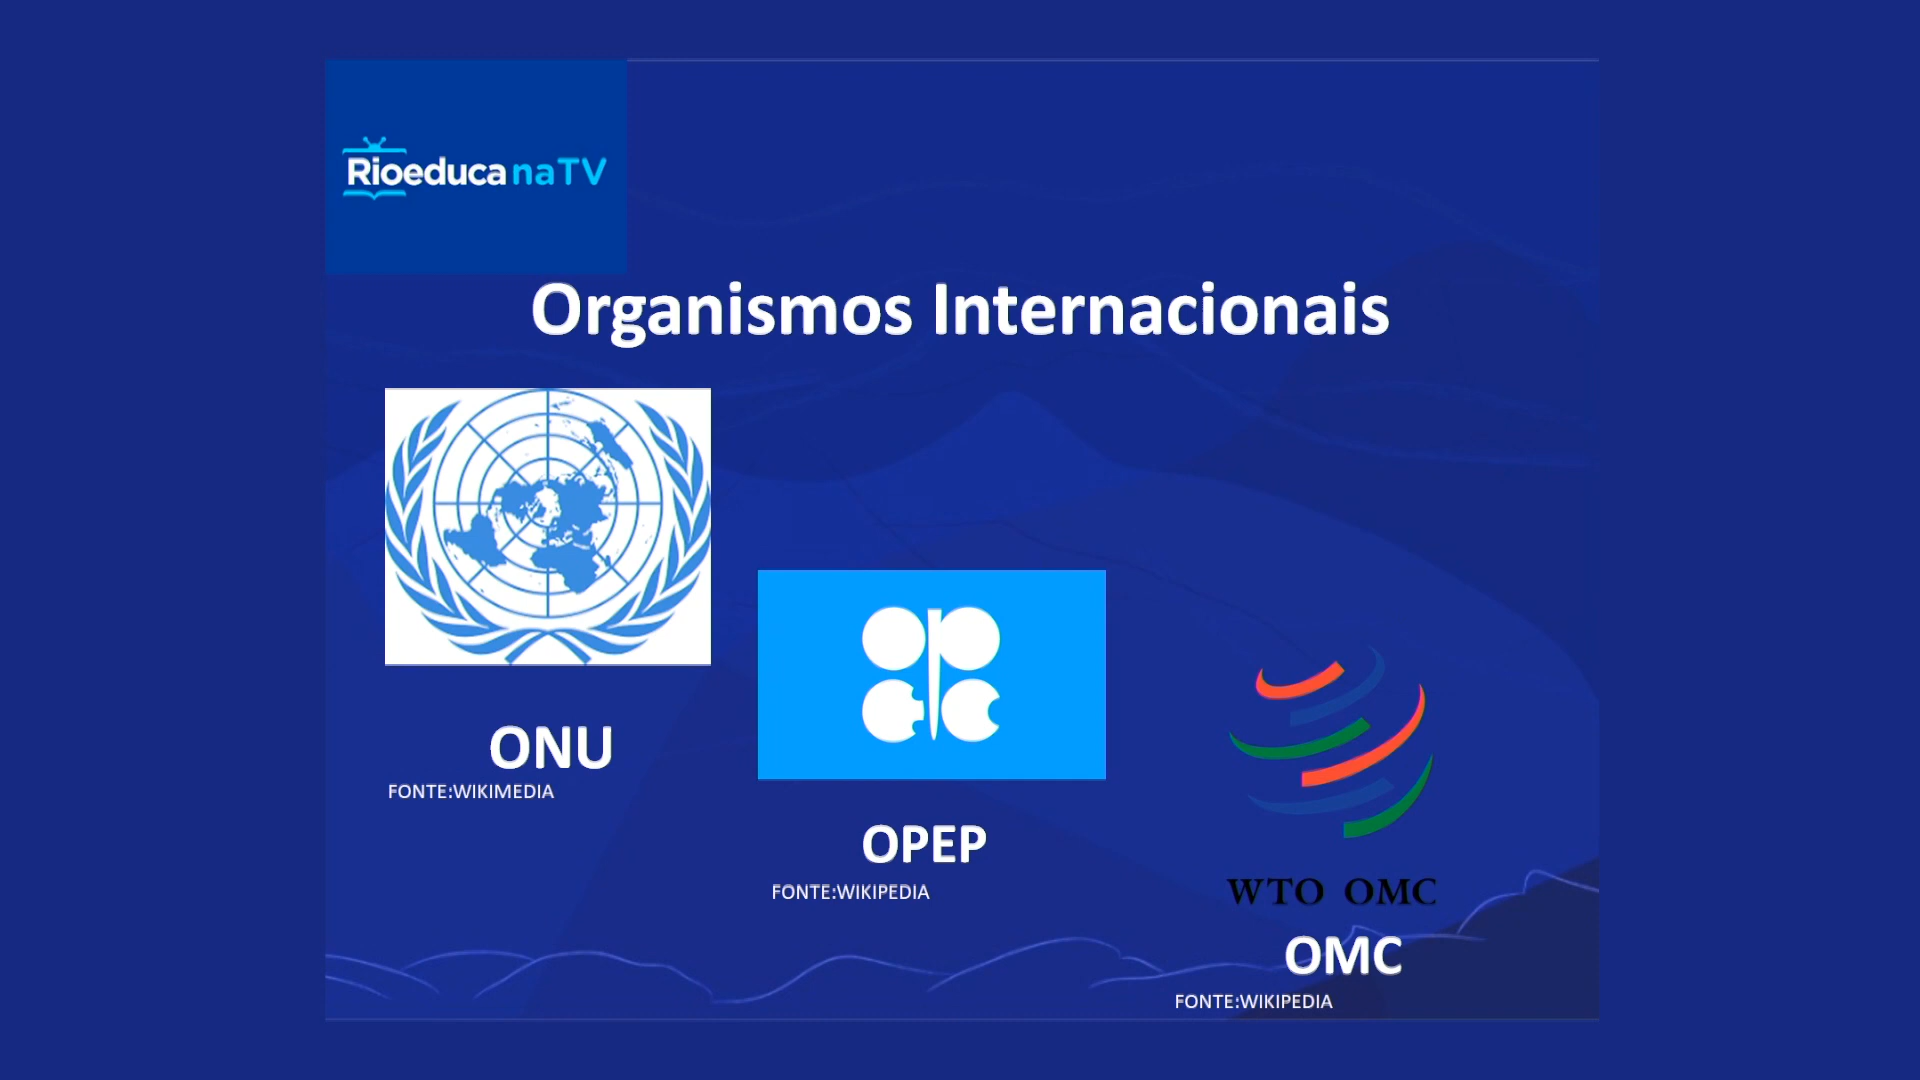 Rioeduca na TV
Organismos Internacionais
ONU
FONTE:WIKIMEDIA
OPEP
FONTE:WIKIPEDIA
WTO OMC
OMC
FONTE:WIKIPEDIA